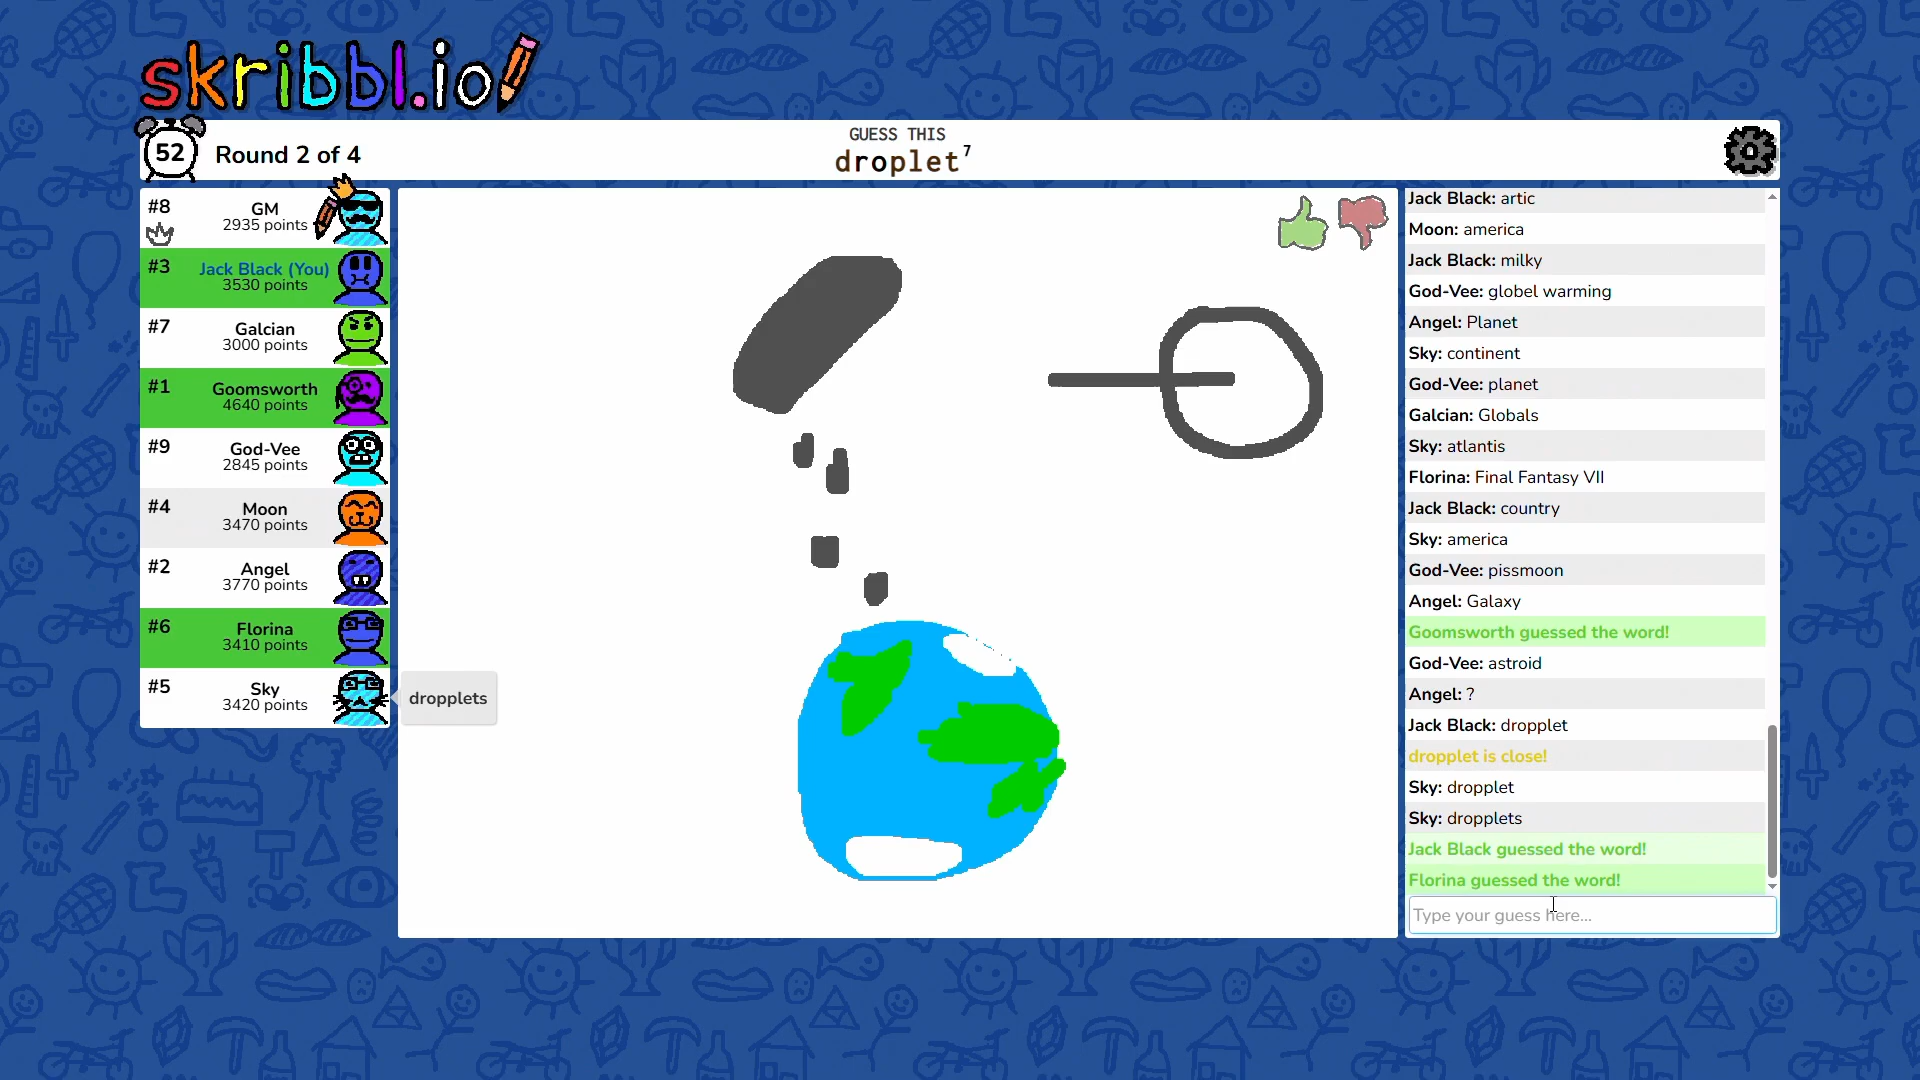 skribbl.io
52
Round 2 of 4
GUESS THIS
droplet 7
#8
GM
2935 points
#3
Jack Black (You)
3530 points
#7
Galcian
3000 points
#1
Goomsworth
4640 points
#9
God-Vee
2845 points
#4
Moon
3470 points
#2
Angel
3770 points
#6
Florina
3410 points
#5
Sky
3420 points
dropplets
Jack Black: artic
Moon: america
Jack Black: milky
God-Vee: globel warming
Angel: Planet
Sky: continent
God-Vee: planet
Galcian: Globals
Sky: atlantis
Florina: Final Fantasy VII
Jack Black: country
Sky: america
God-Vee: pissmoon
Angel: Galaxy
Goomsworth guessed the word!
God-Vee: astroid
Angel: ?
Jack Black: dropplet
dropplet is close!
Sky: dropplet
Sky: dropplets
Jack Black guessed the word!
Florina guessed the word!
Type your guess here...